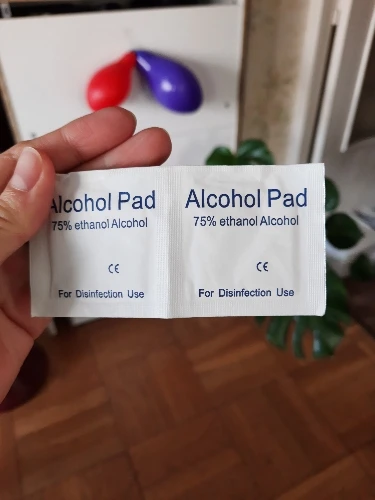 Alcohol Pad
75% ethanol Alcohol
CE
For Disinfection Use
Alcohol Pad
75% ethanol Alcohol
CE
For Disinfection Use